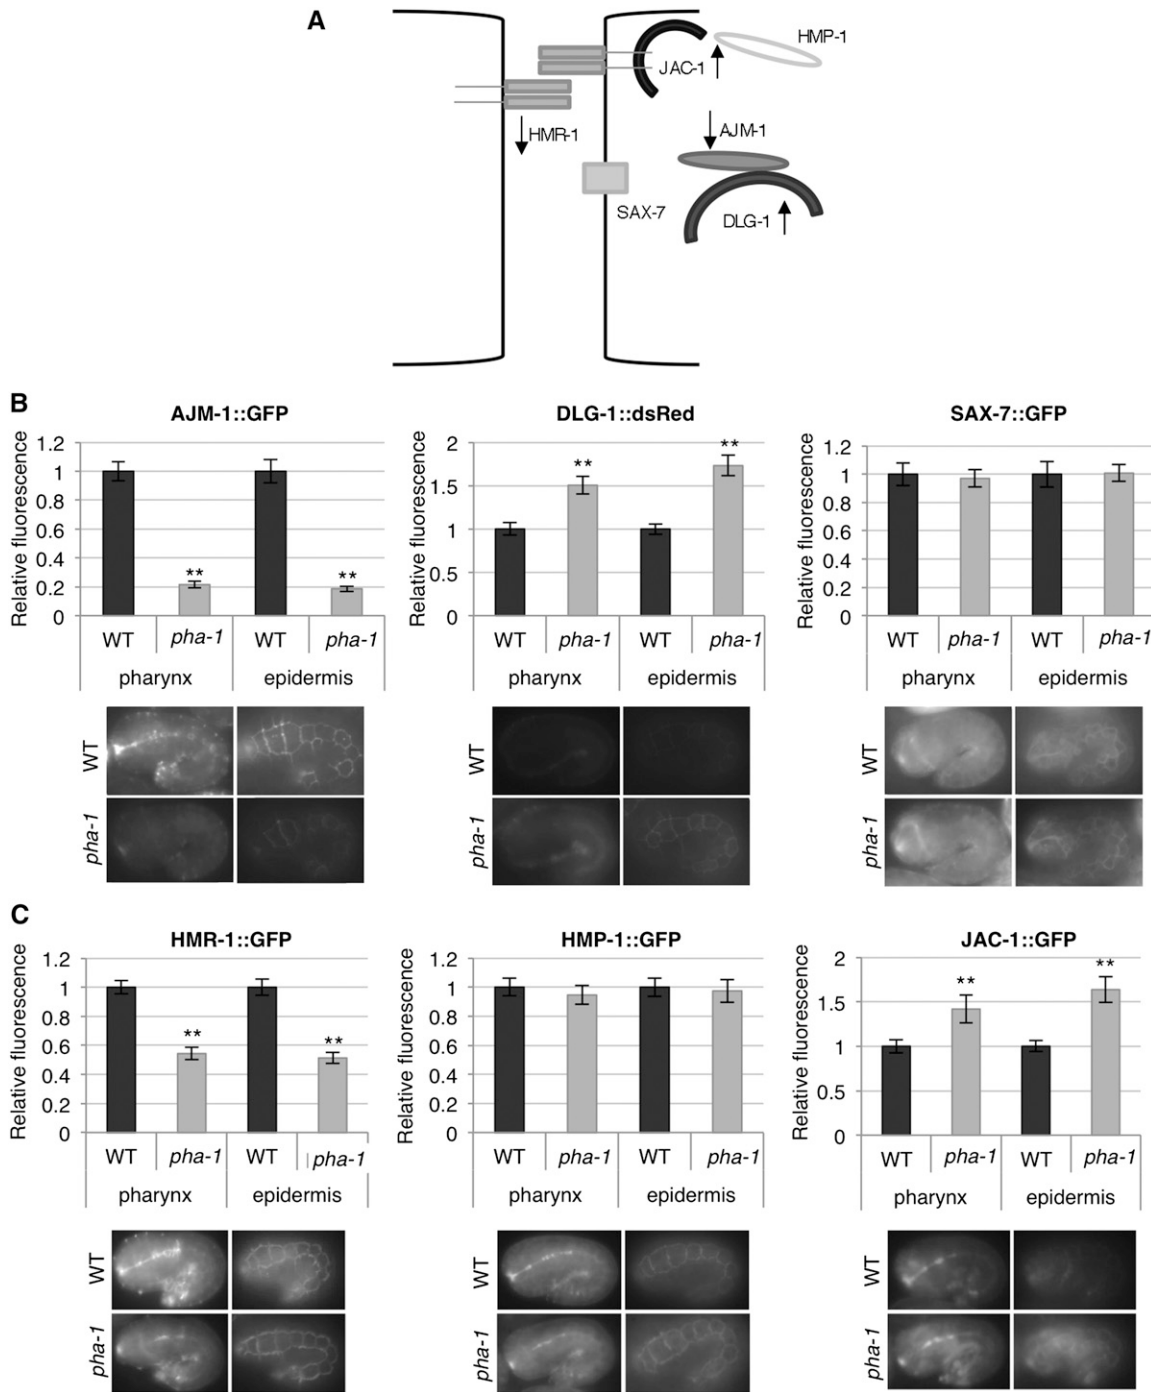 A
HMP-1
JAC-1
HMR-1
AJM-1
SAX-7
DLG-1
B
AJM-1::GFP
Relative fluorescence
1.2
1
0.8
0.6
0.4
0.2
0
**
**
WT pha-1 WT pha-1
pharynx epidermis
WT
pha-1
DLG-1::dsRed
Relative fluorescence
2
1.5
1
0.5
0
**
**
WT pha-1 WT pha-1
pharynx epidermis
WT
pha-1
SAX-7::GFP
Relative fluorescence
1.2
1
0.8
0.6
0.4
0.2
0
WT pha-1 WT pha-1
pharynx epidermis
WT
pha-1
C
HMR-1::GFP
Relative fluorescence
1.2
1
0.8
0.6
0.4
0.2
0
**
**
WT pha-1 WT pha-1
pharynx epidermis
WT
pha-1
HMP-1::GFP
Relative fluorescence
1.2
1
0.8
0.6
0.4
0.2
0
WT pha-1 WT pha-1
pharynx epidermis
WT
pha-1
JAC-1::GFP
Relative fluorescence
2
1.5
1
0.5
0
**
**
WT pha-1 WT pha-1
pharynx epidermis
WT
pha-1